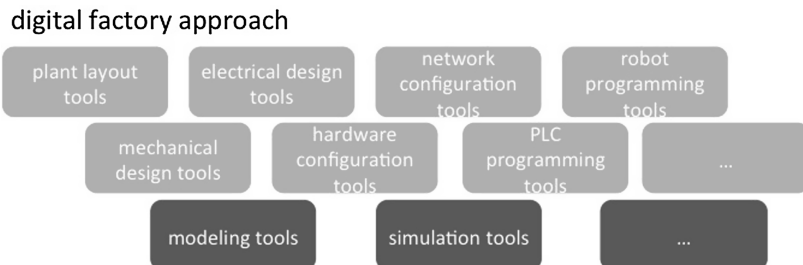 digital factory approach
plant layout
tools
electrical design
tools
network
configuration
tools
robot
programming
tools
mechanical
design tools
hardware
configuration
tools
PLC
programming
tools
...
modeling tools
simulation tools
...